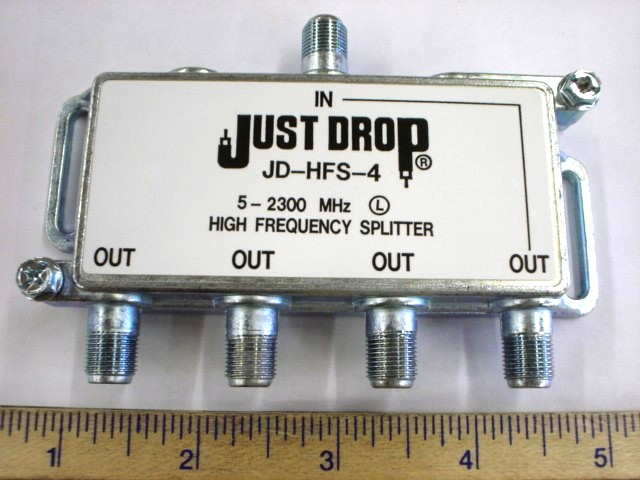 IN
JUST DROP®
JD-HFS-4
5-2300 MHz Ⓛ
HIGH FREQUENCY SPLITTER
OUT OUT OUT OUT
1 2 3 4 5